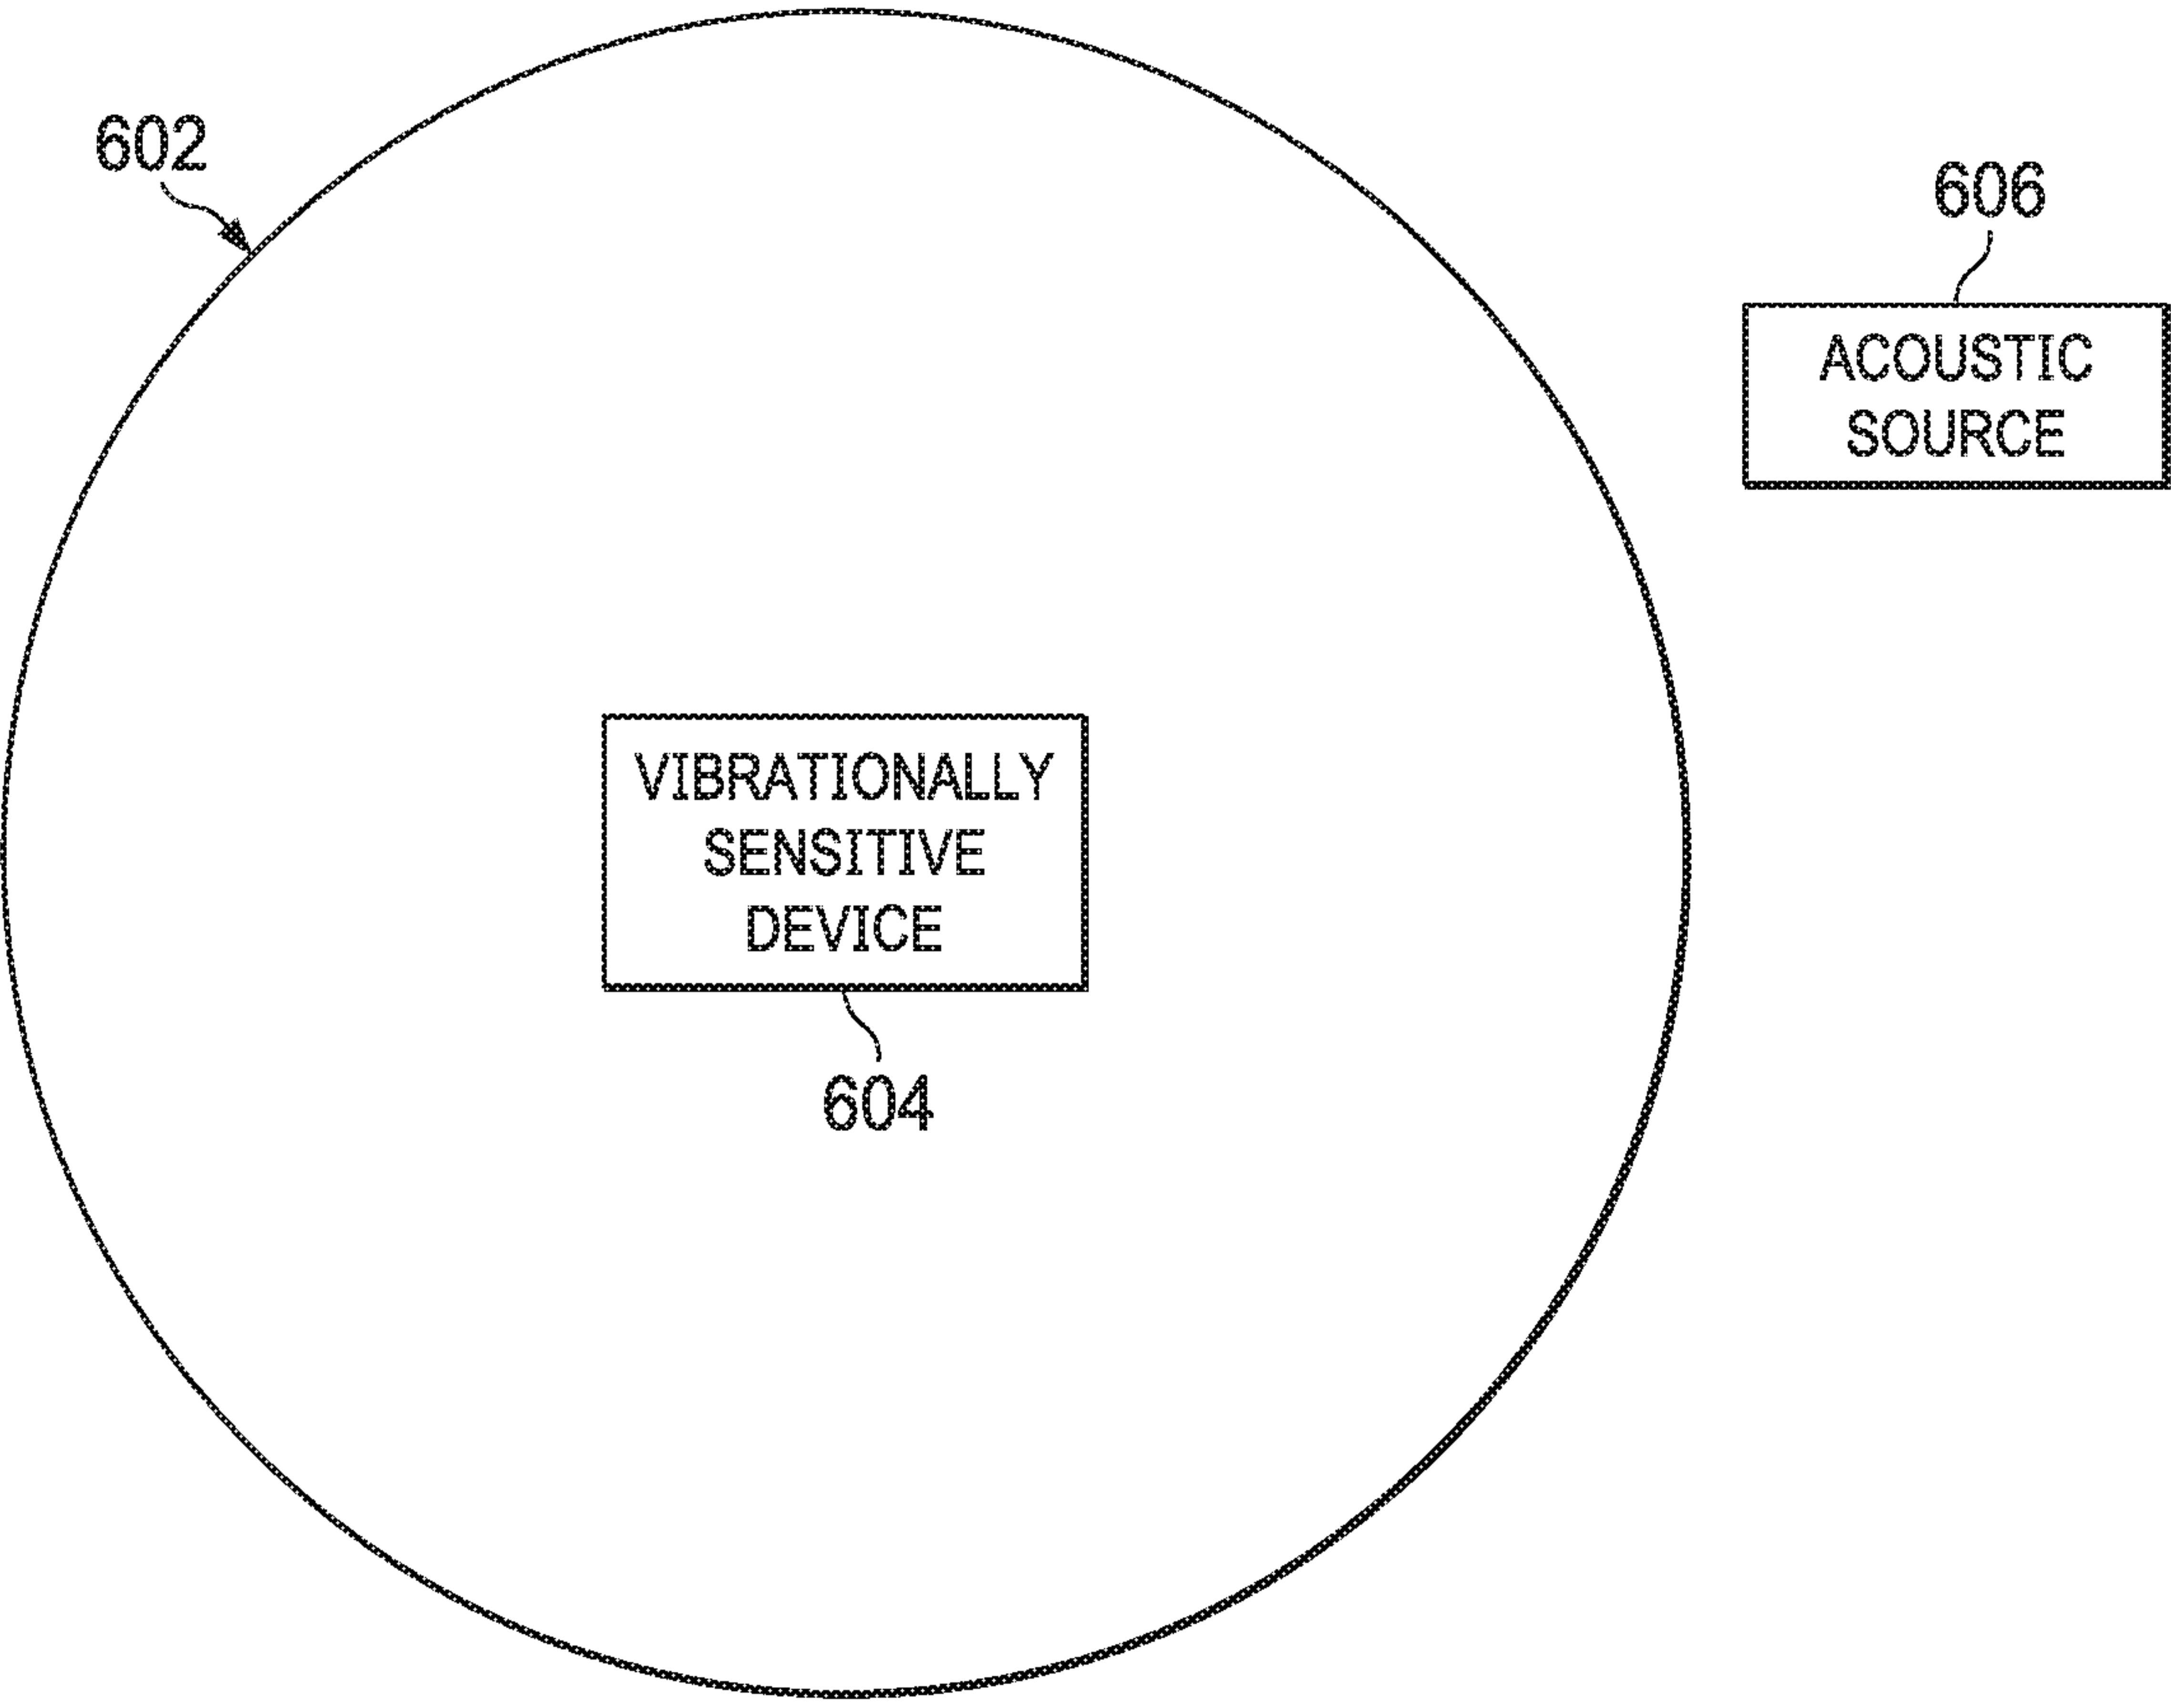 602
606
ACOUSTIC
SOURCE
VIBRATIONALLY
SENSITIVE
DEVICE
604